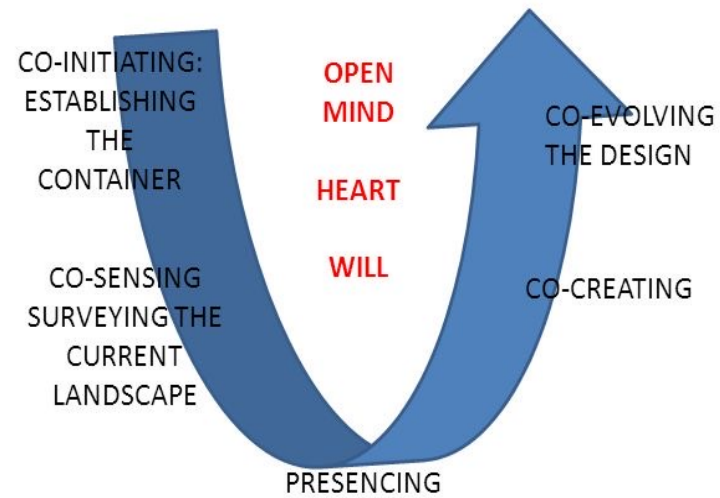 CO-INITIATING:
ESTABLISHING
THE
CONTAINER
CO-SENSING
SURVEYING THE
CURRENT
LANDSCAPE
OPEN
MIND
HEART
WILL
PRESENCING
CO-EVOLVING
THE DESIGN
CO-CREATING